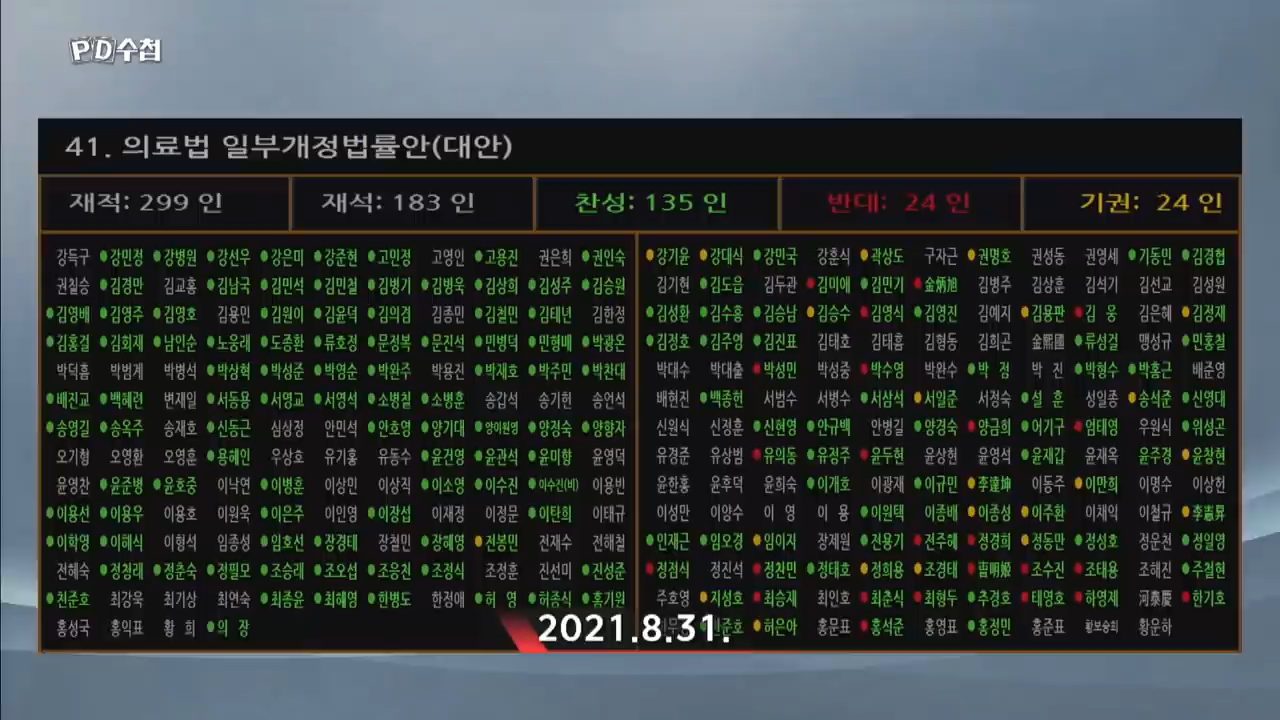 PD수첩
41. 의료법 일부개정법률안(대안)
재적: 299 인 재석: 183 인 찬성: 135 인 반대: 24 인 기권: 24 인
강득구 강민정 강병원 강선우 강은미 강준현 고민정 고영인 고용진 권은희 권인숙 강기윤 강대식 강민국 강훈식 곽상도 구자근 권명호 권성동 권영세 기동민 김경협
권칠승 김경만 김교흥 김남국 김민석 김민철 김병기 김병욱 김상희 김성주 김승원 김기현 김도읍 김두관 김미애 김민기 金炳旭 김병주 김상훈 김석기 김선교 김성원
김영배 김영주 김영호 김용민 김원이 김윤덕 김의겸 김종민 김철민 김태년 김한정 김성환 김수흥 김승남 김승수 김영식 김영진 김예지 김용판 김 웅 김은혜 김정재
김홍걸 김회재 남인순 노웅래 도종환 류호정 문정복 문진석 민병덕 민형배 박광온 김정호 김주영 김진표 김태호 김태흠 김형동 김희곤 金熙國 류성걸 맹성규 민홍철
박덕흠 박범계 박병석 박상혁 박성준 박영순 박완주 박용진 박재호 박주민 박찬대 박대수 박대출 박성민 박성중 박수영 박완수 박 정 박 진 박형수 박홍근 배준영
배진교 백혜련 변재일 서동용 서영교 서영석 소병철 소병훈 송갑석 송기헌 송언석 배현진 백종헌 서범수 서병수 서삼석 서일준 서정숙 설 훈 성일종 송석준 신영대
송영길 송옥주 송재호 신동근 심상정 안민석 안호영 양기대 양이원영 양정숙 양향자 신원식 신정훈 신현영 안규백 안병길 양경숙 양금희 어기구 엄태영 우원식 위성곤
오기형 오영환 오영훈 용혜인 우상호 유기홍 유동수 윤건영 윤관석 윤미향 윤영덕 유경준 유상범 유의동 유정주 윤두현 윤상현 윤영석 윤재갑 윤재옥 윤주경 윤창현
윤영찬 윤준병 윤호중 이낙연 이병훈 이상민 이상직 이소영 이수진 이수진(비) 이용빈 윤한홍 윤후덕 윤희숙 이개호 이광재 이규민 李達坤 이동주 이만희 이명수 이상헌
이용선 이용우 이용호 이원욱 이은주 이인영 이장섭 이재정 이정문 이탄희 이태규 이성만 이양수 이 영 이 용 이원택 이종배 이종성 이주환 이채익 이철규 李憲昇
이학영 이해식 이형석 임종성 임호선 장경태 장철민 장혜영 전봉민 전재수 전해철 인재근 임오경 임이자 장제원 전용기 전주혜 정경희 정동만 정성호 정운천 정일영
전혜숙 정청래 정춘숙 정필모 조승래 조오섭 조응천 조정식 조정훈 진선미 진성준 정점식 정진석 정찬민 정태호 정희용 조경태 曺明姬 조수진 조태용 조해진 주철현
천준호 최강욱 최기상 최연숙 최종윤 최혜영 한병도 한정애 허 영 허종식 홍기원 주호영 지성호 최승재 최인호 최춘식 최형두 추경호 태영호 하영제 河泰慶 한기호
홍성국 홍익표 황 희 의 장 허은아 홍문표 홍석준 홍영표 홍정민 홍준표 황보승희 황운하
2021.8.31.